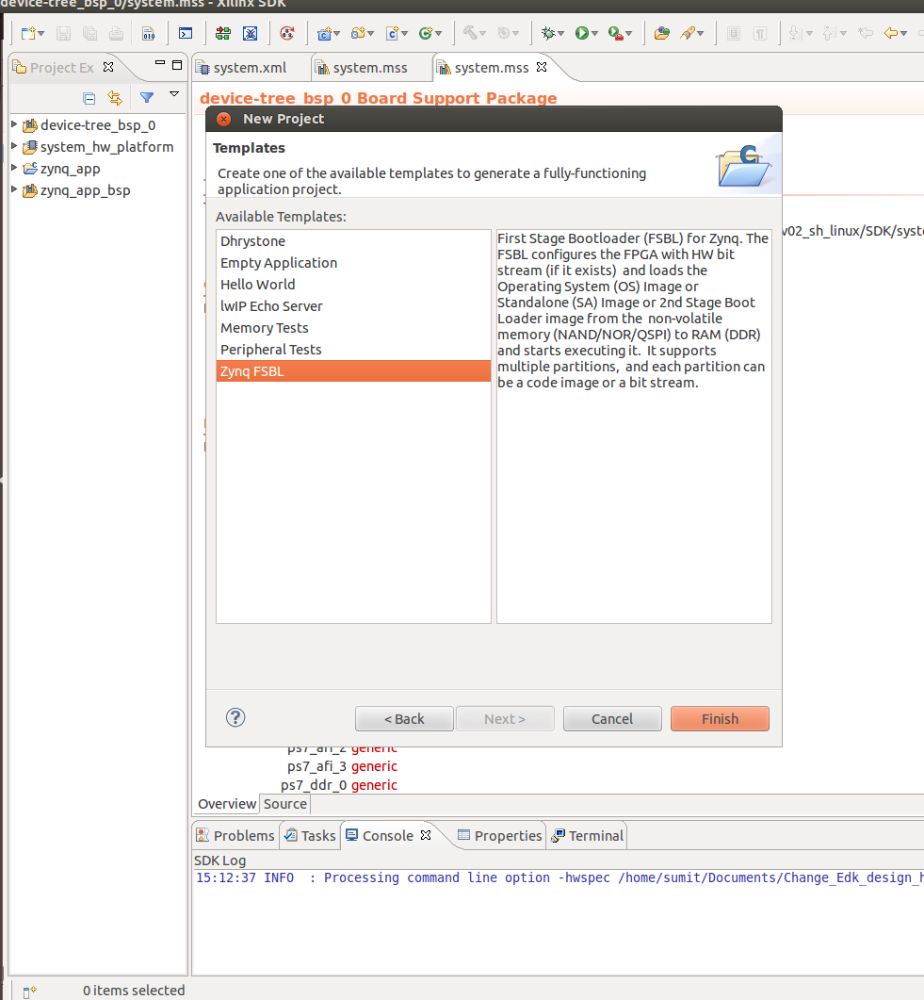 device-tree_bsp_0/system.mss - Xilinx SDK
Project Ex
system.xml
system.mss
system.mss
device-tree_bsp_0
system_hw_platform
zynq_app
zynq_app_bsp
device-tree_bsp_0 Board Support Package
v02_sh_linux/SDK/syst
New Project
Templates
Create one of the available templates to generate a fully-functioning
application project.
Available Templates:
Dhrystone
Empty Application
Hello World
lwIP Echo Server
Memory Tests
Peripheral Tests
Zynq FSBL
First Stage Bootloader (FSBL) for Zynq. The
FSBL configures the FPGA with HW bit
stream (if it exists)  and loads the
Operating System (OS) Image or
Standalone (SA) Image or 2nd Stage Boot
Loader image from the  non-volatile
memory (NAND/NOR/QSPI) to RAM (DDR)
and starts executing it.  It supports
multiple partitions,  and each partition can
be a code image or a bit stream.
< Back
Next >
Cancel
Finish
ps7_afi_2 generic
ps7_afi_3 generic
ps7_ddr_0 generic
Overview
Source
Problems
Tasks
Console
Properties
Terminal
SDK Log
15:12:37 INFO  : Processing command line option -hwspec /home/sumit/Documents/Change_Edk_design_h
0 items selected